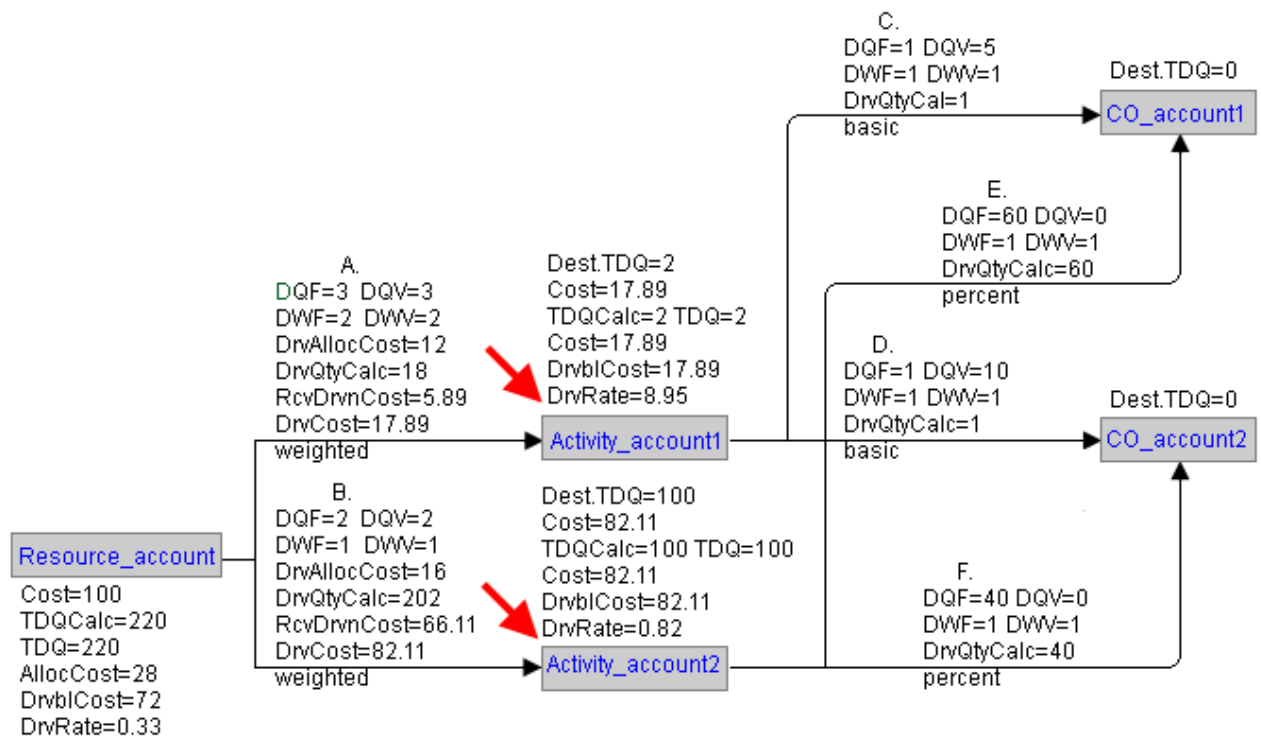 C.
DQF=1 DQV=5
DWF=1 DWV=1
DrvQtyCal=1
basic
Dest.TDQ=0
CO_account1
E.
DQF=60 DQV=0
DWF=1 DWV=1
DrvQtyCalc=60
percent
A.
DQF=3 DQV=3
DWF=2 DWV=2
DrvAllocCost=12
DrvQtyCalc=18
RcvDrvnCost=5.89
DrvCost=17.89
weighted
Dest.TDQ=2
Cost=17.89
TDQCalc=2 TDQ=2
Cost=17.89
DrvblCost=17.89
DrvRate=8.95
Activity_account1
D.
DQF=1 DQV=10
DWF=1 DWV=1
DrvQtyCalc=1
basic
Dest.TDQ=0
CO_account2
B.
DQF=2 DQV=2
DWF=1 DWV=1
DrvAllocCost=16
DrvQtyCalc=202
RcvDrvnCost=66.11
DrvCost=82.11
weighted
Dest.TDQ=100
Cost=82.11
TDQCalc=100 TDQ=100
Cost=82.11
DrvblCost=82.11
DrvRate=0.82
Activity_account2
F.
DQF=40 DQV=0
DWF=1 DWV=1
DrvQtyCalc=40
percent
Resource_account
Cost=100
TDQCalc=220
TDQ=220
AllocCost=28
DrvblCost=72
DrvRate=0.33